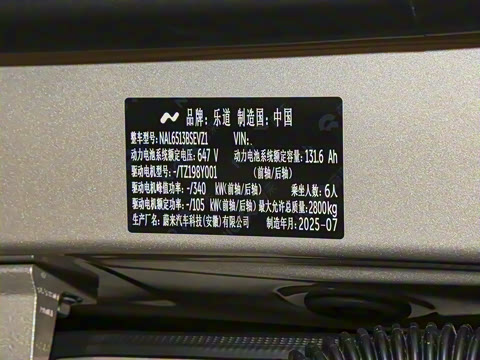 品牌：乐道 制造国：中国
整车型号：NAL6513BSEVZ1 VIN：
动力电池系统额定电压：647 V 动力电池系统额定容量：131.6 Ah
驱动电机型号：-/TZ198Y001 (前轴/后轴)
驱动电机峰值功率：-/340 kW(前轴/后轴) 乘坐人数：6人
驱动电机额定功率：-/105 kW(前轴/后轴) 最大允许总质量：2800kg
生产厂名：蔚来汽车科技(安徽)有限公司 制造年月：2025-07